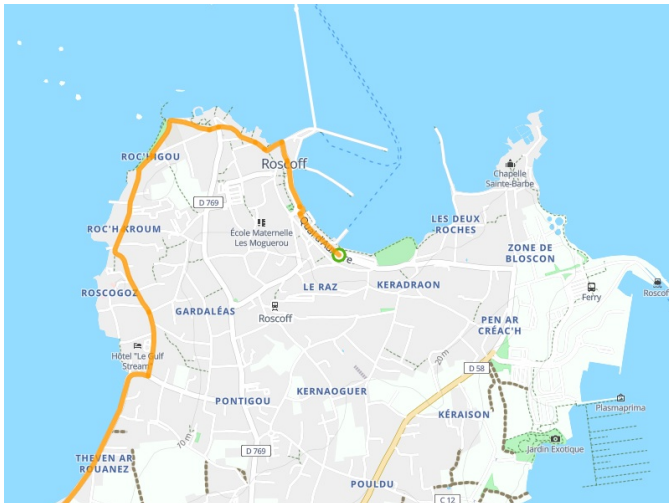 ROC'HIGOU
Roscoff
Chapelle
Sainte-Barbe
D 769
ROC'H KROUM
École Maternelle
Les Moguerou
LES DEUX
ROCHES
ZONE DE
BLOSCON
ROSCOGOZ
LE RAZ
KERADRAON
Ferry
Roscof
GARDALÉAS
Roscoff
PEN AR
CRÉAC'H
Hôtel "Le Gulf
Stream"
20 m
D 58
PONTIGOU
KERNAOGUER
KÉRAISON
Plasmaprima
70 m
THEVEN AR
ROUANEZ
D 769
Jardin Exotique
POULDU
C 12